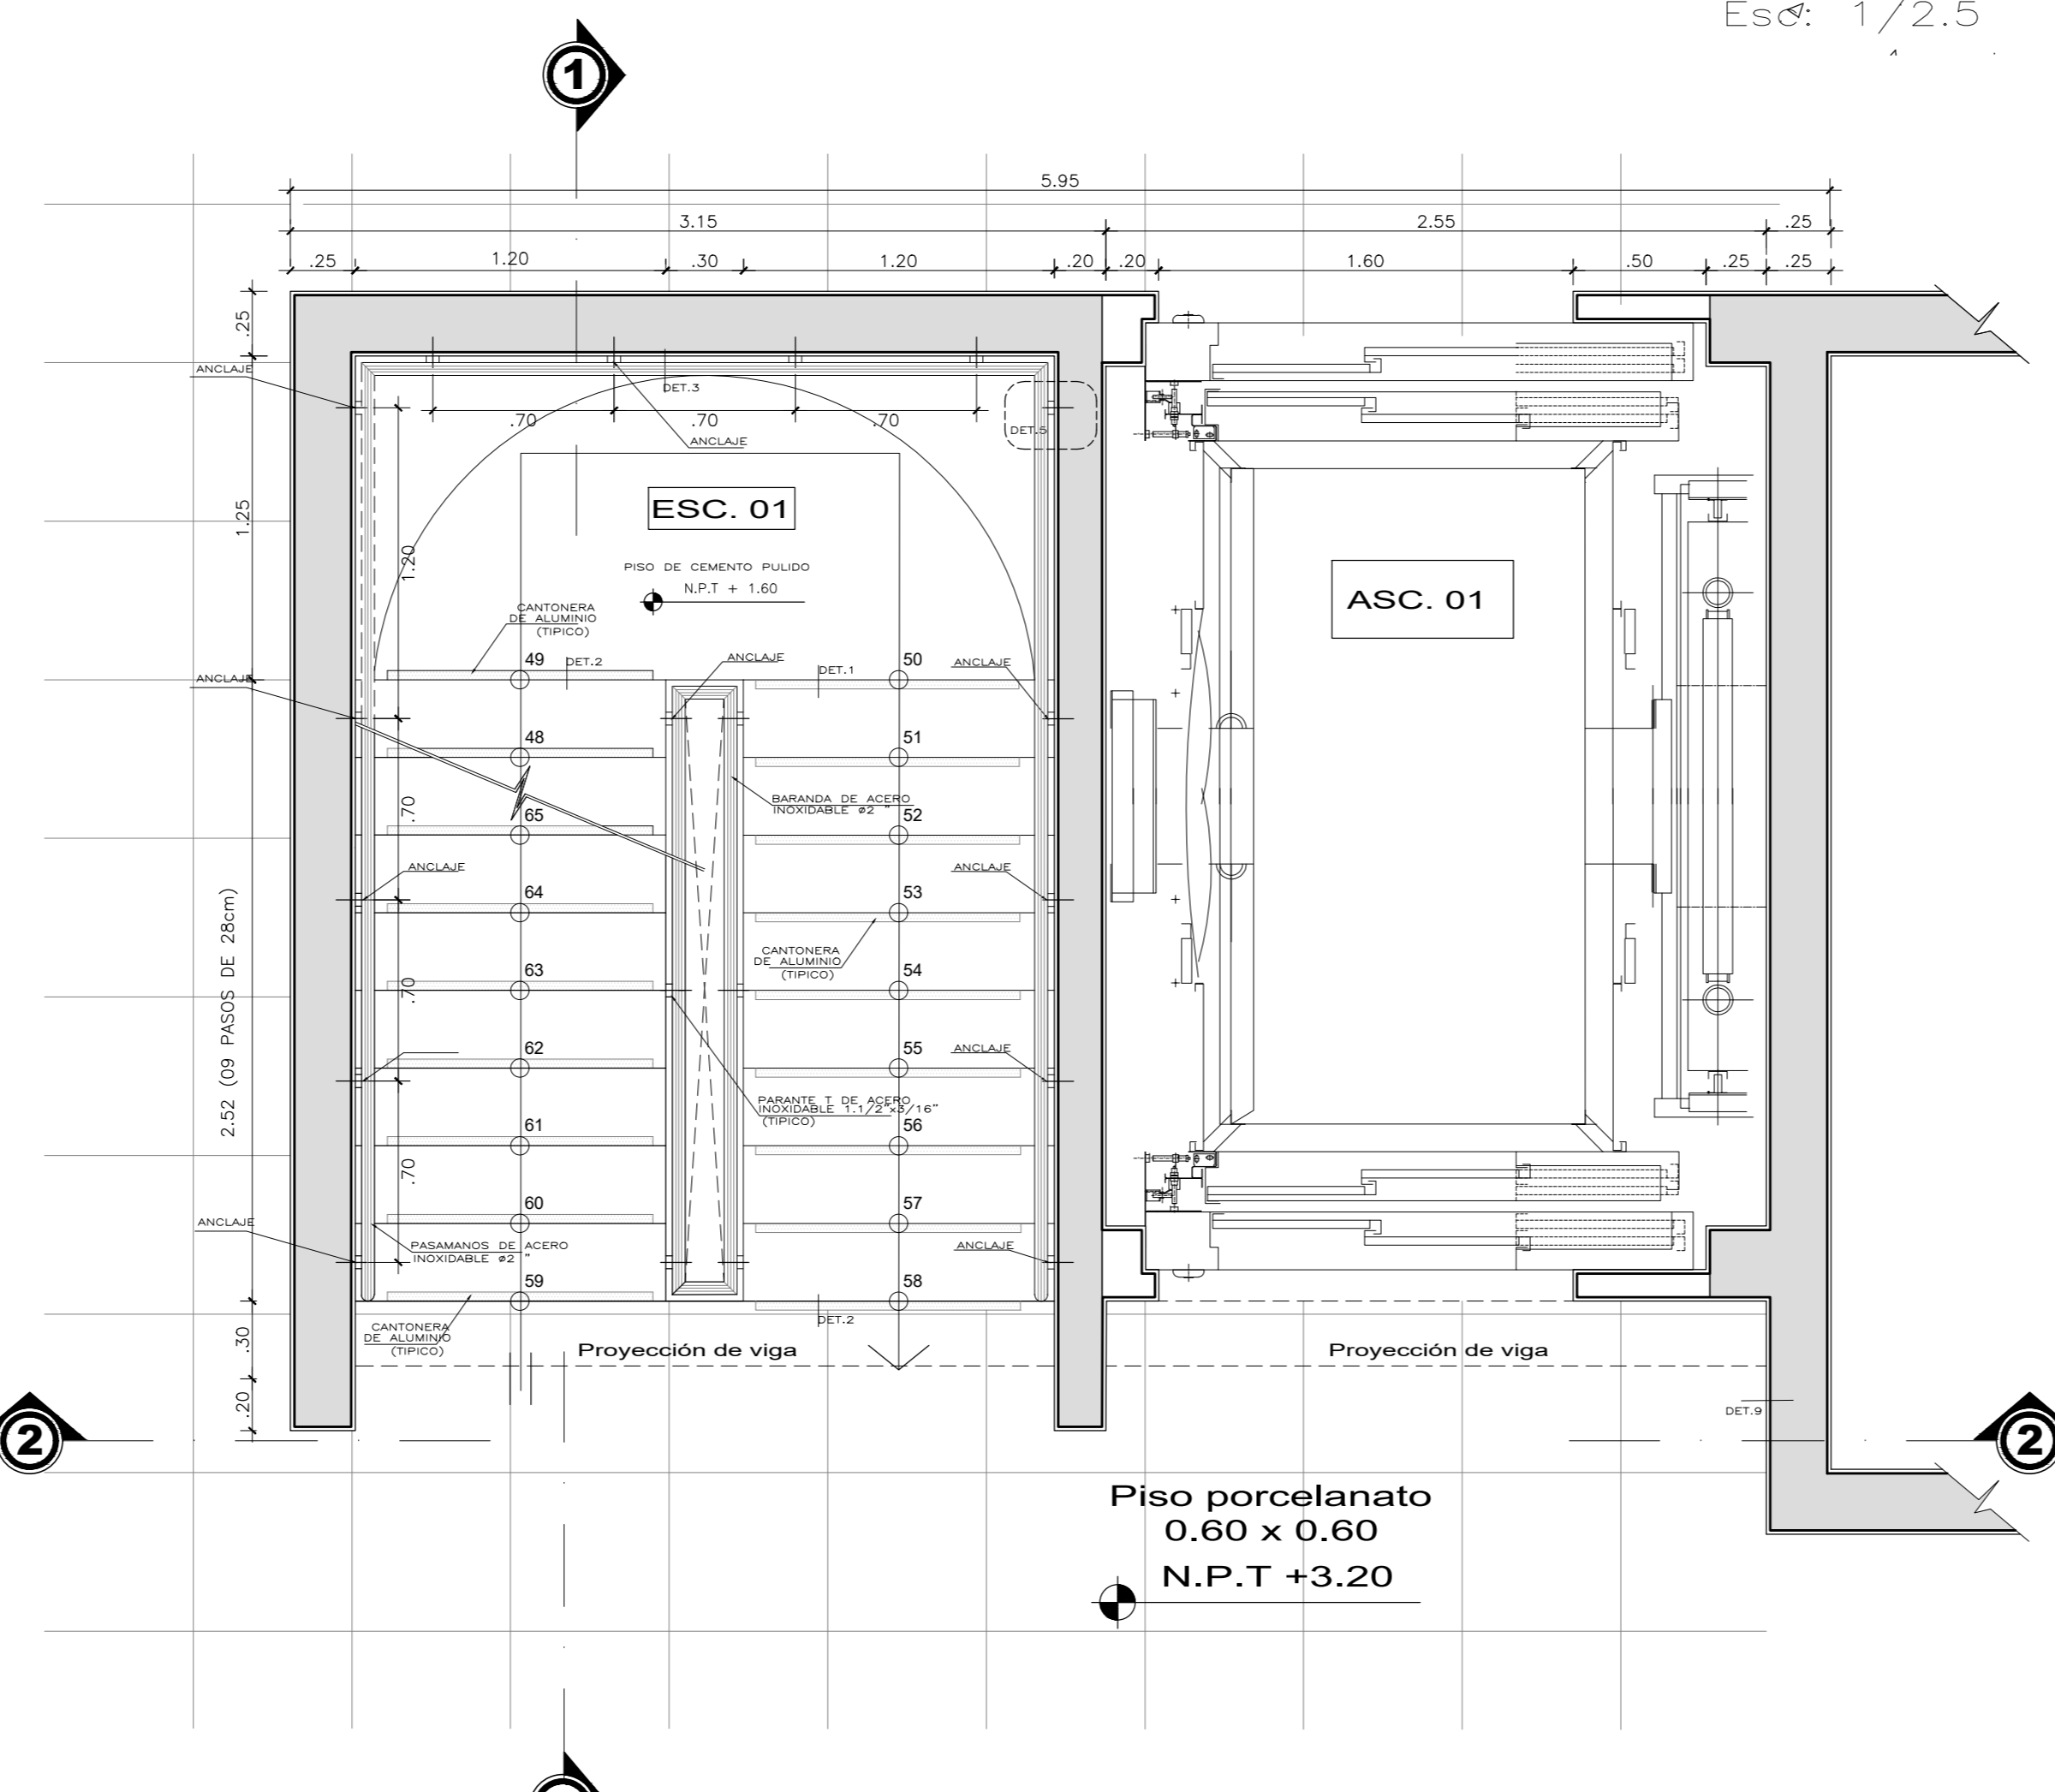 Esc: 1/2.5
1
5.95
3.15
2.55
.25
.25
1.20
.30
1.20
.20
.20
1.60
.50
.25
.25
.25
ANCLAJE
DET.3
.70
.70
.70
ANCLAJE
DET.5
1.25
ESC. 01
1.20
PISO DE CEMENTO PULIDO
N.P.T + 1.60
ASC. 01
CANTONERA
DE ALUMINIO
(TIPICO)
49
DET.2
ANCLAJE
DET.1
50
ANCLAJE
ANCLAJE
48
51
BARANDA DE ACERO
INOXIDABLE ø2 "
.70
65
52
ANCLAJE
ANCLAJE
64
53
2.52 (09 PASOS DE 28cm)
CANTONERA
DE ALUMINIO
(TIPICO)
63
54
.70
62
55
ANCLAJE
PARANTE T DE ACERO
INOXIDABLE 1.1/2"x3/16"
(TIPICO)
61
56
.70
60
57
ANCLAJE
PASAMANOS DE ACERO
INOXIDABLE ø2 "
ANCLAJE
59
58
CANTONERA
DE ALUMINIO
(TIPICO)
DET.2
.30
Proyección de viga
Proyección de viga
.20
DET.9
2
2
Piso porcelanato
0.60 x 0.60
N.P.T +3.20